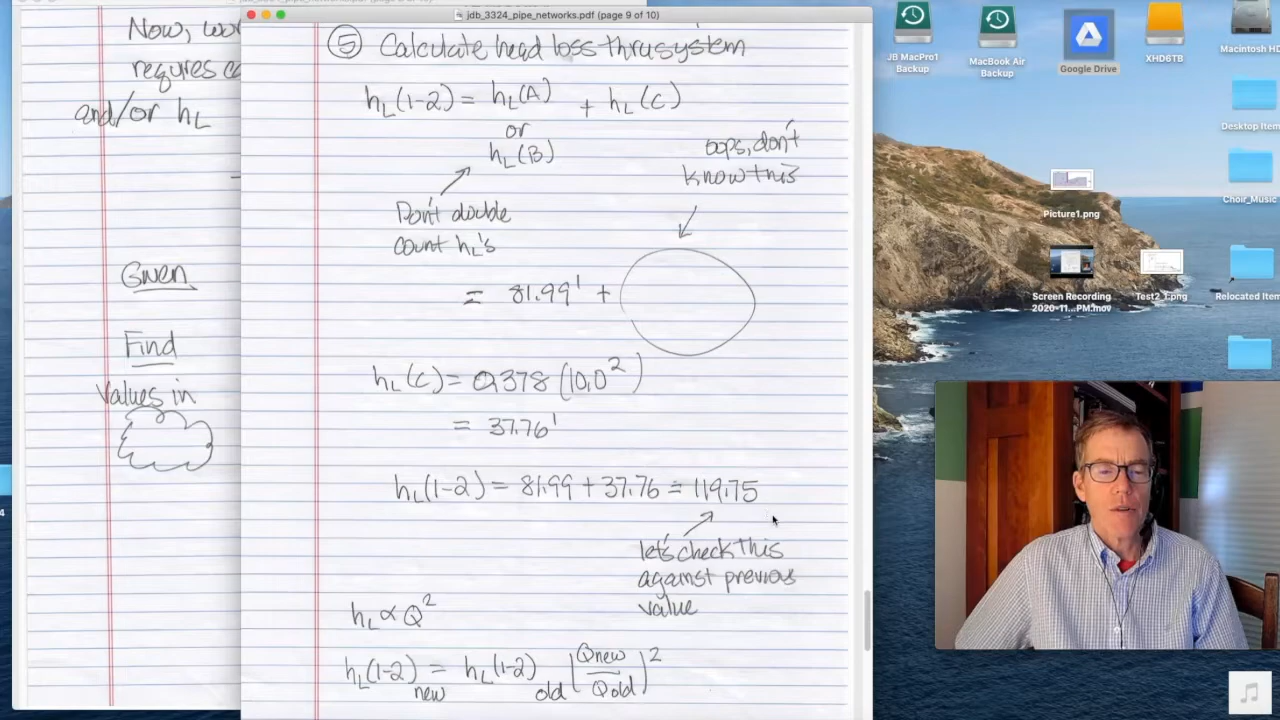 jdb_3324_pipe_networks.pdf (page 9 of 10)
Now, wor
requires co
and/or hL
Given
Find
Values in
⑤ Calculate head loss thru system
hL(1-2) = hL(A) + hL(C)
or
hL(B)
Don't double
count hL's
oops, don't
know this
= 81.99' +
hL(C) = 0.378 (10.0²)
= 37.76'
hL(1-2) = 81.99 + 37.76 = 119.75
let's check this
against previous
value
hL ∝ Q²
hL(1-2)new = hL(1-2)old (Qnew/Qold)²
JB MacPro1
Backup
MacBook Air
Backup
Google Drive
XHD6TB
Macintosh HD
Desktop Item
Picture1.png
Choir_Music
Screen Recording
2020-11...PM.mov
Test2_1.png
Relocated Item
4